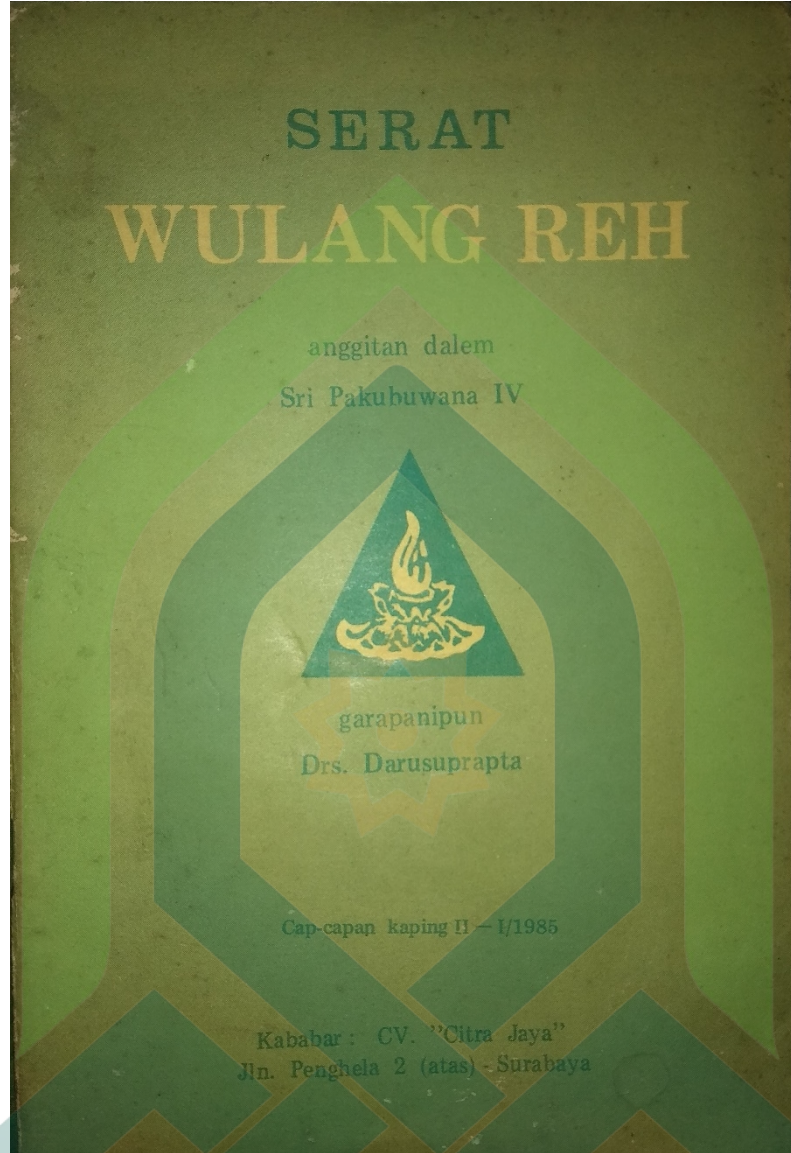 SERAT
WULANG REH
anggitan dalem
Sri Pakubuwana IV
garapanipun
Drs. Darusuprapta
Cap-capan kaping II — I/1985
Kababar : CV. ”Citra Jaya”
Jln. Penghela 2 (atas) - Surabaya